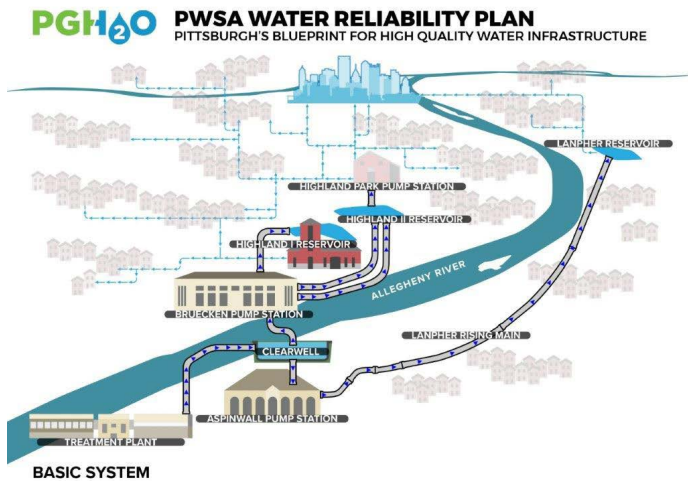 PGH2O
PWSA WATER RELIABILITY PLAN
PITTSBURGH'S BLUEPRINT FOR HIGH QUALITY WATER INFRASTRUCTURE
LANPHER RESERVOIR
HIGHLAND PARK PUMP STATION
HIGHLAND II RESERVOIR
HIGHLAND I RESERVOIR
ALLEGHENY RIVER
BRUECKEN PUMP STATION
LANPHER RISING MAIN
CLEARWELL
ASPINWALL PUMP STATION
TREATMENT PLANT
BASIC SYSTEM